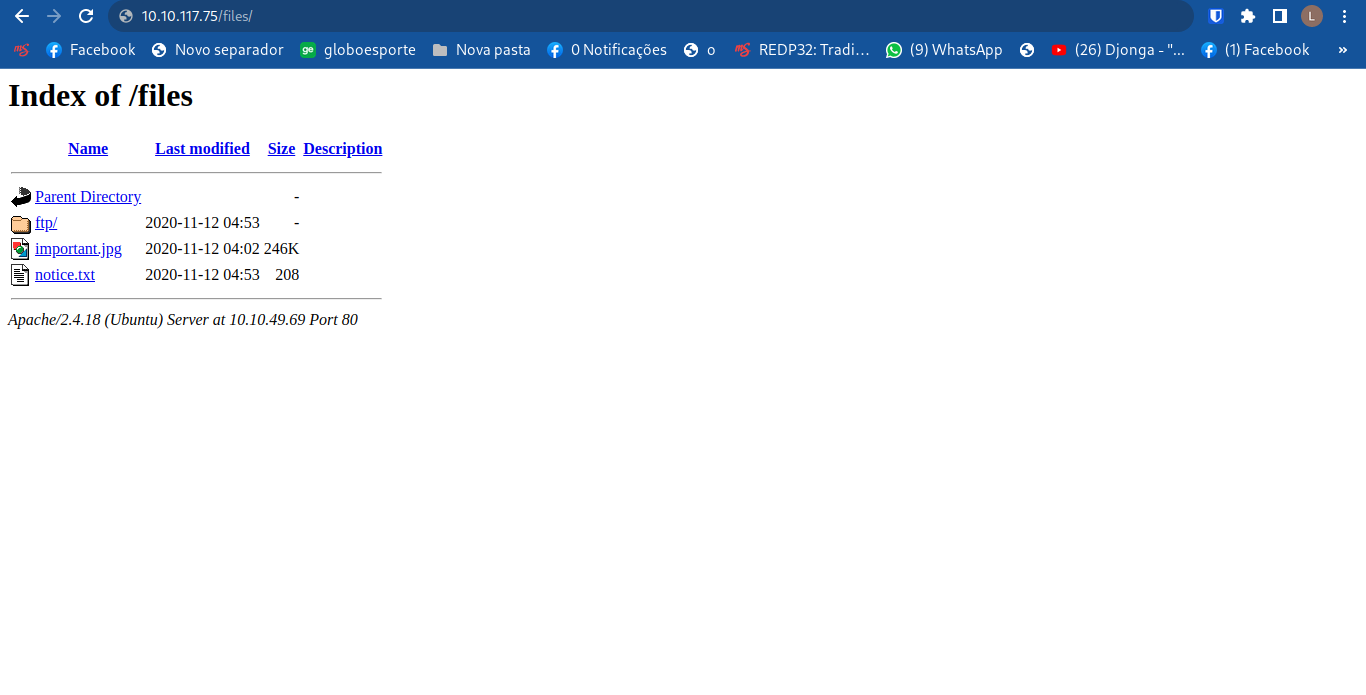 10.10.117.75/files/
L
Facebook Novo separador ge globoesporte Nova pasta 0 Notificações o REDP32: Tradi... (9) WhatsApp (26) Djonga - "... (1) Facebook »
Index of /files
Name Last modified Size Description
Parent Directory -
ftp/ 2020-11-12 04:53 -
important.jpg 2020-11-12 04:02 246K
notice.txt 2020-11-12 04:53 208
Apache/2.4.18 (Ubuntu) Server at 10.10.49.69 Port 80